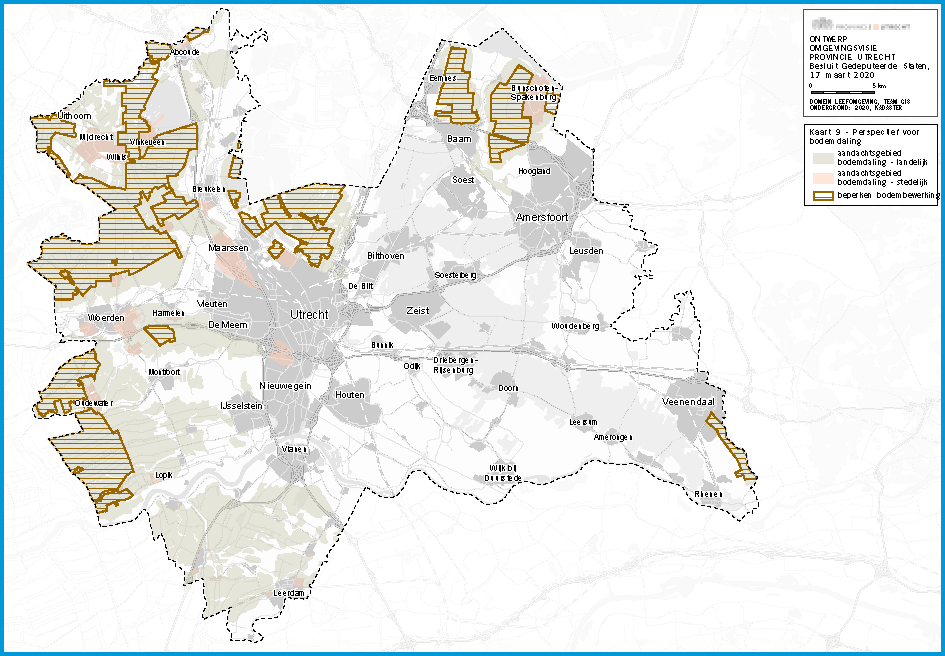 ONTWERP
OMGEVINGSVISIE
PROVINCIE UTRECHT
Besluit Gedeputeerde Staten,
17 maart 2020
0 5 km
DOMEIN LEEFOMGEVING, TEAM GIS
ONDERGROND: 2020, KADASTER
Kaart 9 - Perspectief voor
bodemdaling
aandachtsgebied
bodemdaling - landelijk
aandachtsgebied
bodemdaling - stedelijk
beperken bodembewerking
Abcoude
Eemnes
Bunschoten-
Spakenburg
Uithoorn
Mijdrecht
Vinkeveen
Wilnis
Baarn
Hoogland
Soest
Breukelen
Amersfoort
Maarssen
Bilthoven
Leusden
Soesterberg
De Bilt
Vleuten
Harmelen
Woerden
De Meern
Utrecht
Zeist
Woudenberg
Bunnik
Odijk
Driebergen-
Rijsenburg
Montfoort
Nieuwegein
Doorn
Houten
Oudewater
IJsselstein
Veenendaal
Leersum
Amerongen
Vianen
Lopik
Wijk bij
Duurstede
Rhenen
Leerdam